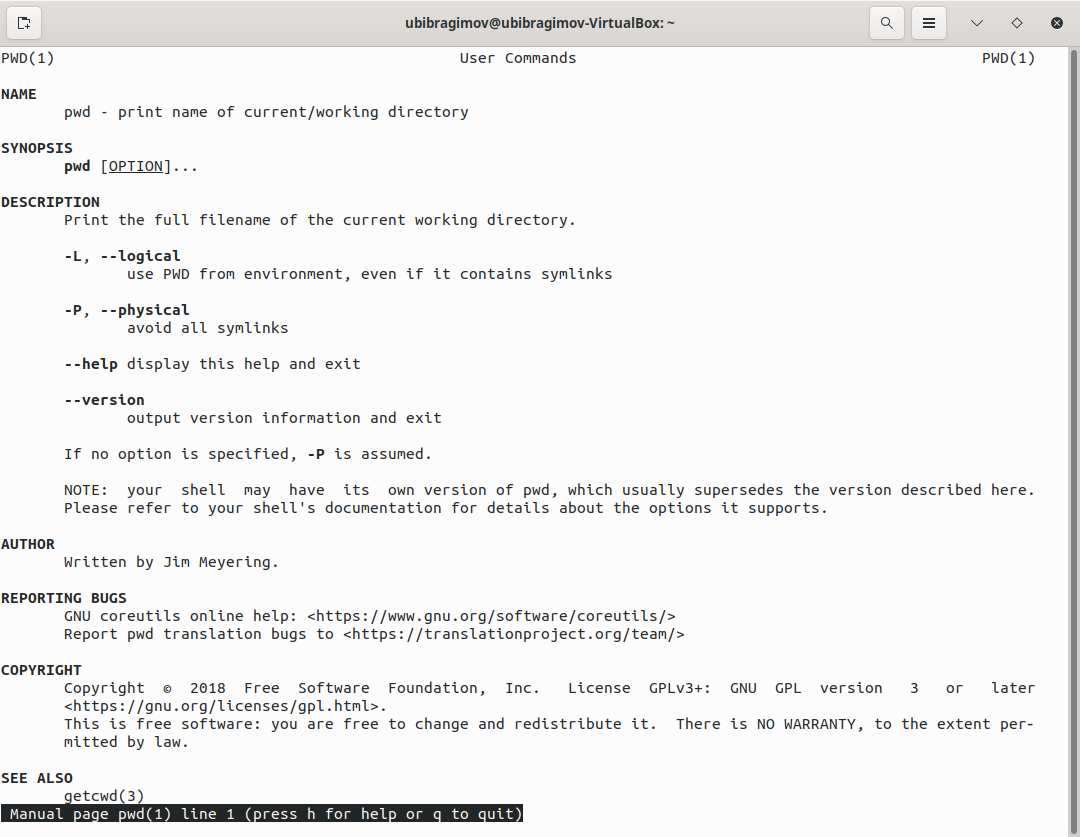 ubibragimov@ubibragimov-VirtualBox: ~
PWD(1) User Commands PWD(1)
NAME
pwd - print name of current/working directory
SYNOPSIS
pwd [OPTION]...
DESCRIPTION
Print the full filename of the current working directory.
-L, --logical
use PWD from environment, even if it contains symlinks
-P, --physical
avoid all symlinks
--help display this help and exit
--version
output version information and exit
If no option is specified, -P is assumed.
NOTE: your shell may have its own version of pwd, which usually supersedes the version described here.
Please refer to your shell's documentation for details about the options it supports.
AUTHOR
Written by Jim Meyering.
REPORTING BUGS
GNU coreutils online help: <https://www.gnu.org/software/coreutils/>
Report pwd translation bugs to <https://translationproject.org/team/>
COPYRIGHT
Copyright © 2018 Free Software Foundation, Inc. License GPLv3+: GNU GPL version 3 or later
<https://gnu.org/licenses/gpl.html>.
This is free software: you are free to change and redistribute it. There is NO WARRANTY, to the extent per-
mitted by law.
SEE ALSO
getcwd(3)
Manual page pwd(1) line 1 (press h for help or q to quit)